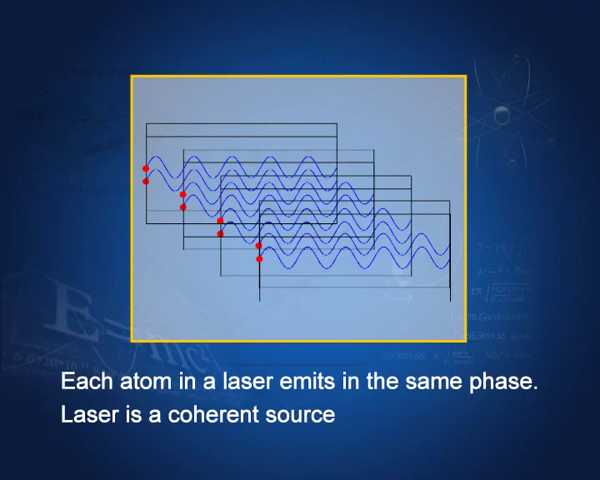 Each atom in a laser emits in the same phase.
Laser is a coherent source